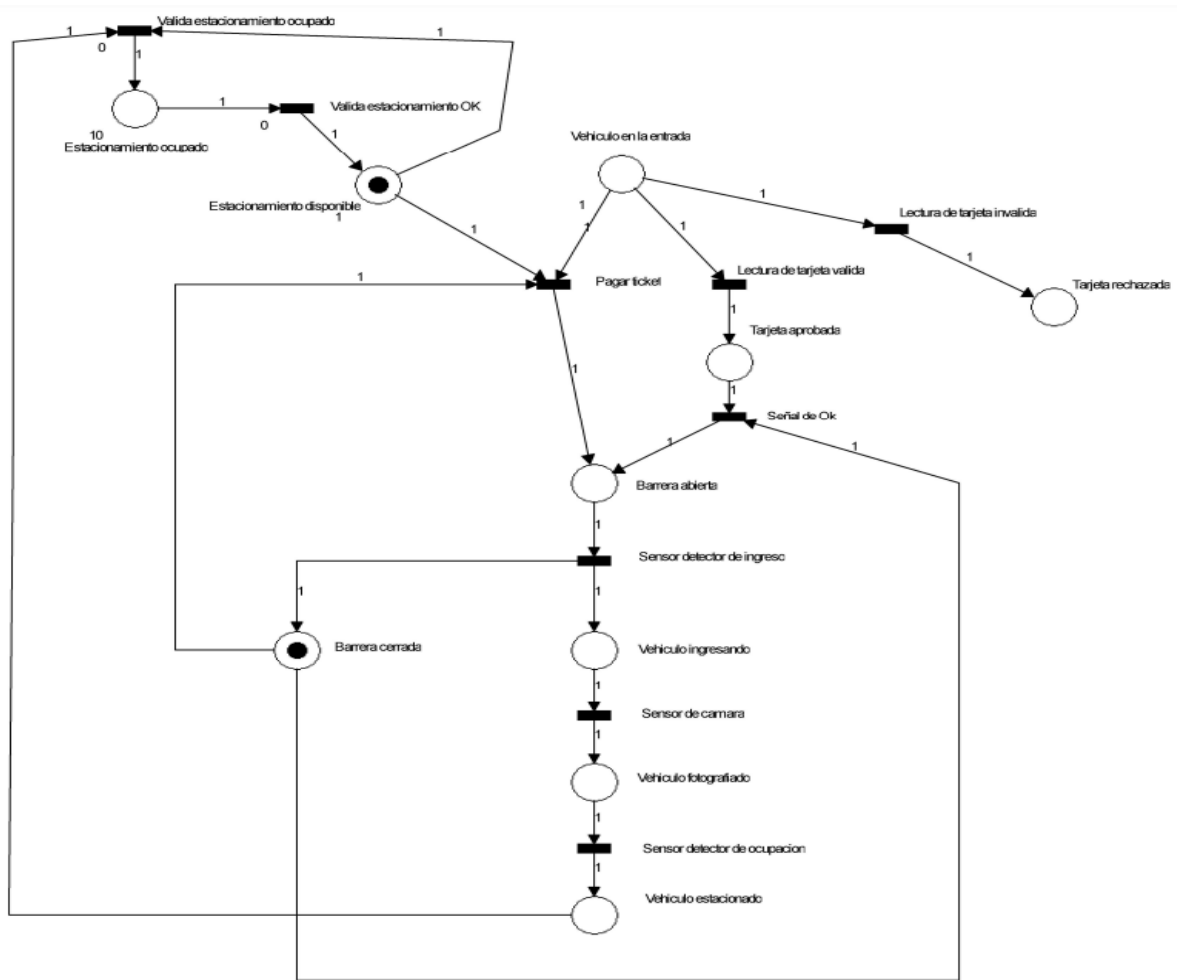 Valida estacionamiento ocupado
1
1
0
1
1
Valida estacionamiento OK
0
10
Estacionamiento ocupado
1
Vehiculo en la entrada
Estacionamiento disponible
1
1
1
1
1
1
Lectura de tarjeta invalida
1
Tarjeta rechazada
1
Pagar ticket
Lectura de tarjeta valida
1
Tarjeta aprobada
1
1
Señal de Ok
1
1
Barrera abierta
1
Sensor detector de ingreso
1
1
Barrera cerrada
Vehiculo ingresando
1
Sensor de camara
1
Vehiculo fotografiado
1
Sensor detector de ocupacion
1
Vehiculo estacionado